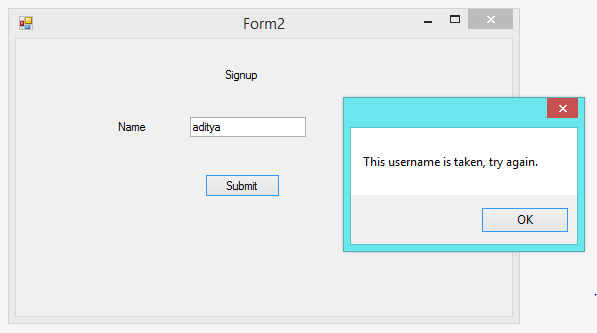 Form2
Signup
Name
aditya
Submit
This username is taken, try again.
OK